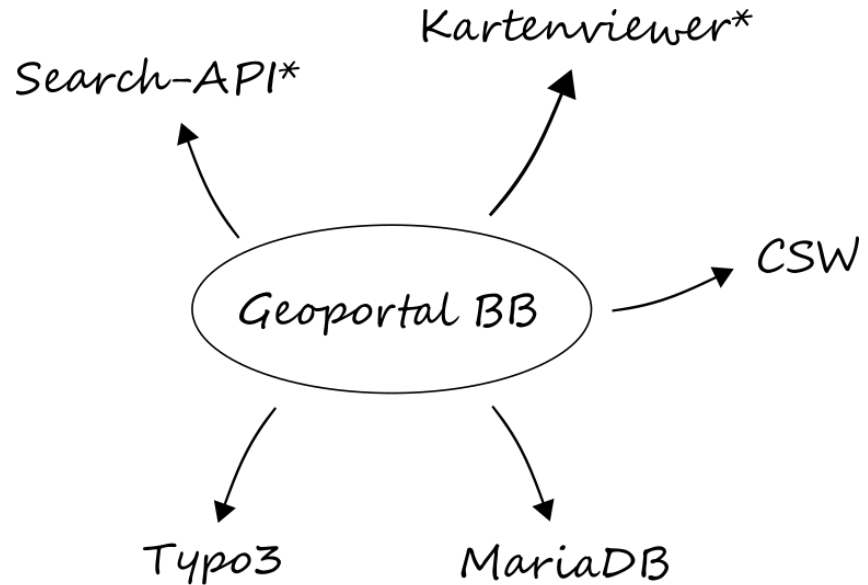 Kartenviewer*
Search-API*
CSW
Geoportal BB
Typo3
MariaDB